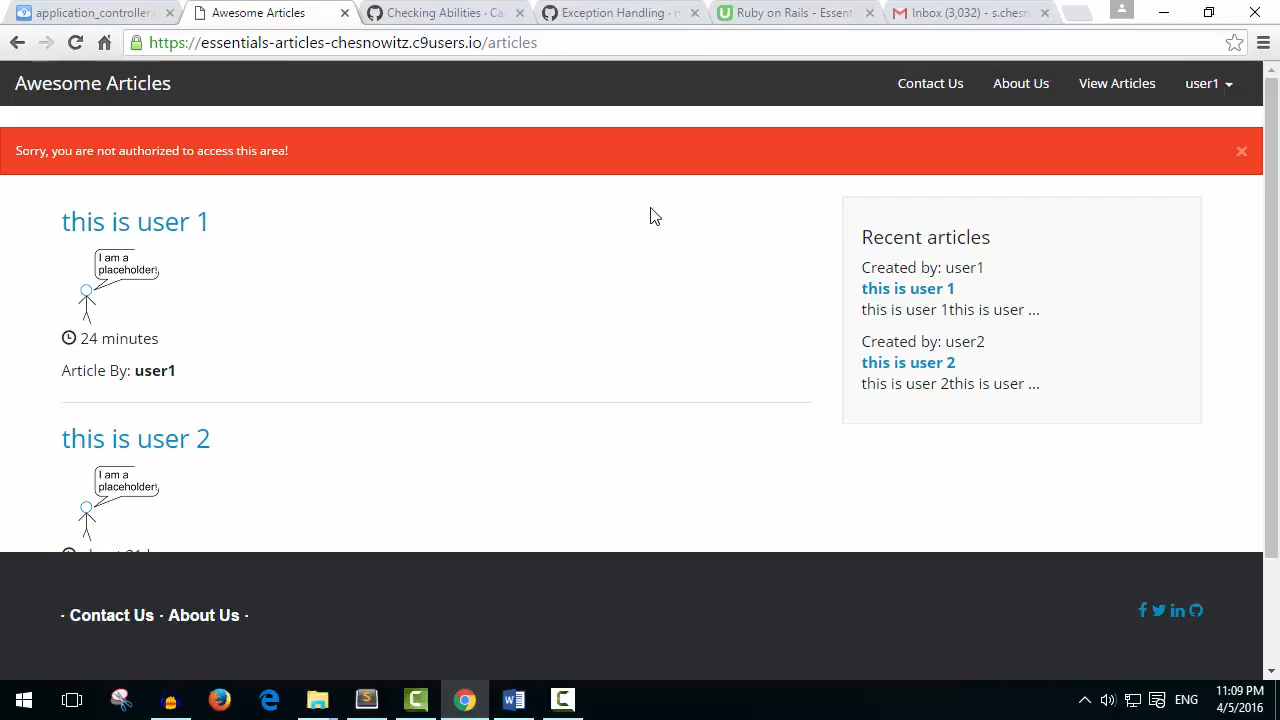 application_controller.
Awesome Articles
Checking Abilities · Ca
Exception Handling · r
Ruby on Rails - Essent
Inbox (3,032) - s.chesn
https://essentials-articles-chesnowitz.c9users.io/articles
Awesome Articles
Contact Us
About Us
View Articles
user1
Sorry, you are not authorized to access this area!
×
this is user 1
I am a
placeholder!
24 minutes
Article By: user1
this is user 2
I am a
placeholder!
Recent articles
Created by: user1
this is user 1
this is user 1this is user ...
Created by: user2
this is user 2
this is user 2this is user ...
· Contact Us · About Us ·
ENG
11:09 PM
4/5/2016